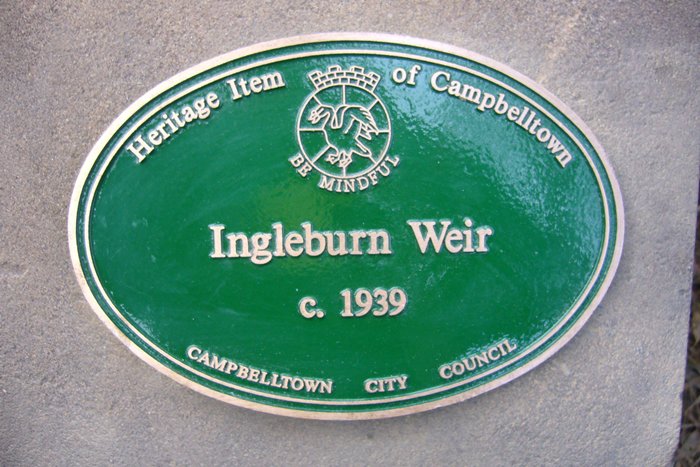 Heritage Item of Campbelltown
BE MINDFUL
Ingleburn Weir
c. 1939
CAMPBELLTOWN CITY COUNCIL